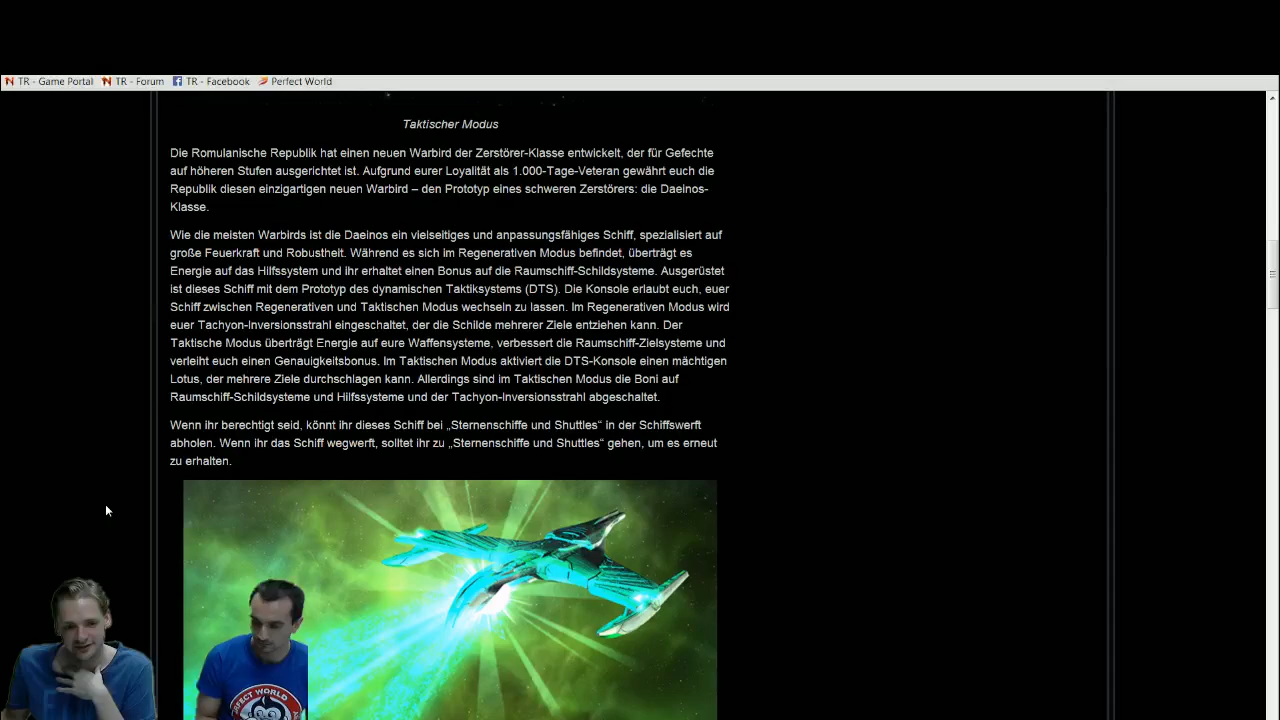 TR - Game Portal TR - Forum TR - Facebook Perfect World
Taktischer Modus
Die Romulanische Republik hat einen neuen Warbird der Zerstörer-Klasse entwickelt, der für Gefechte
auf höheren Stufen ausgerichtet ist. Aufgrund eurer Loyalität als 1.000-Tage-Veteran gewährt euch die
Republik diesen einzigartigen neuen Warbird – den Prototyp eines schweren Zerstörers: die Daeinos-
Klasse.
Wie die meisten Warbirds ist die Daeinos ein vielseitiges und anpassungsfähiges Schiff, spezialisiert auf
große Feuerkraft und Robustheit. Während es sich im Regenerativen Modus befindet, überträgt es
Energie auf das Hilfssystem und ihr erhaltet einen Bonus auf die Raumschiff-Schildsysteme. Ausgerüstet
ist dieses Schiff mit dem Prototyp des dynamischen Taktiksystems (DTS). Die Konsole erlaubt euch, euer
Schiff zwischen Regenerativen und Taktischen Modus wechseln zu lassen. Im Regenerativen Modus wird
euer Tachyon-Inversionsstrahl eingeschaltet, der die Schilde mehrerer Ziele entziehen kann. Der
Taktische Modus überträgt Energie auf eure Waffensysteme, verbessert die Raumschiff-Zielsysteme und
verleiht euch einen Genauigkeitsbonus. Im Taktischen Modus aktiviert die DTS-Konsole einen mächtigen
Lotus, der mehrere Ziele durchschlagen kann. Allerdings sind im Taktischen Modus die Boni auf
Raumschiff-Schildsysteme und Hilfssysteme und der Tachyon-Inversionsstrahl abgeschaltet.
Wenn ihr berechtigt seid, könnt ihr dieses Schiff bei „Sternenschiffe und Shuttles“ in der Schiffswerft
abholen. Wenn ihr das Schiff wegwerft, solltet ihr zu „Sternenschiffe und Shuttles“ gehen, um es erneut
zu erhalten.
WORLD